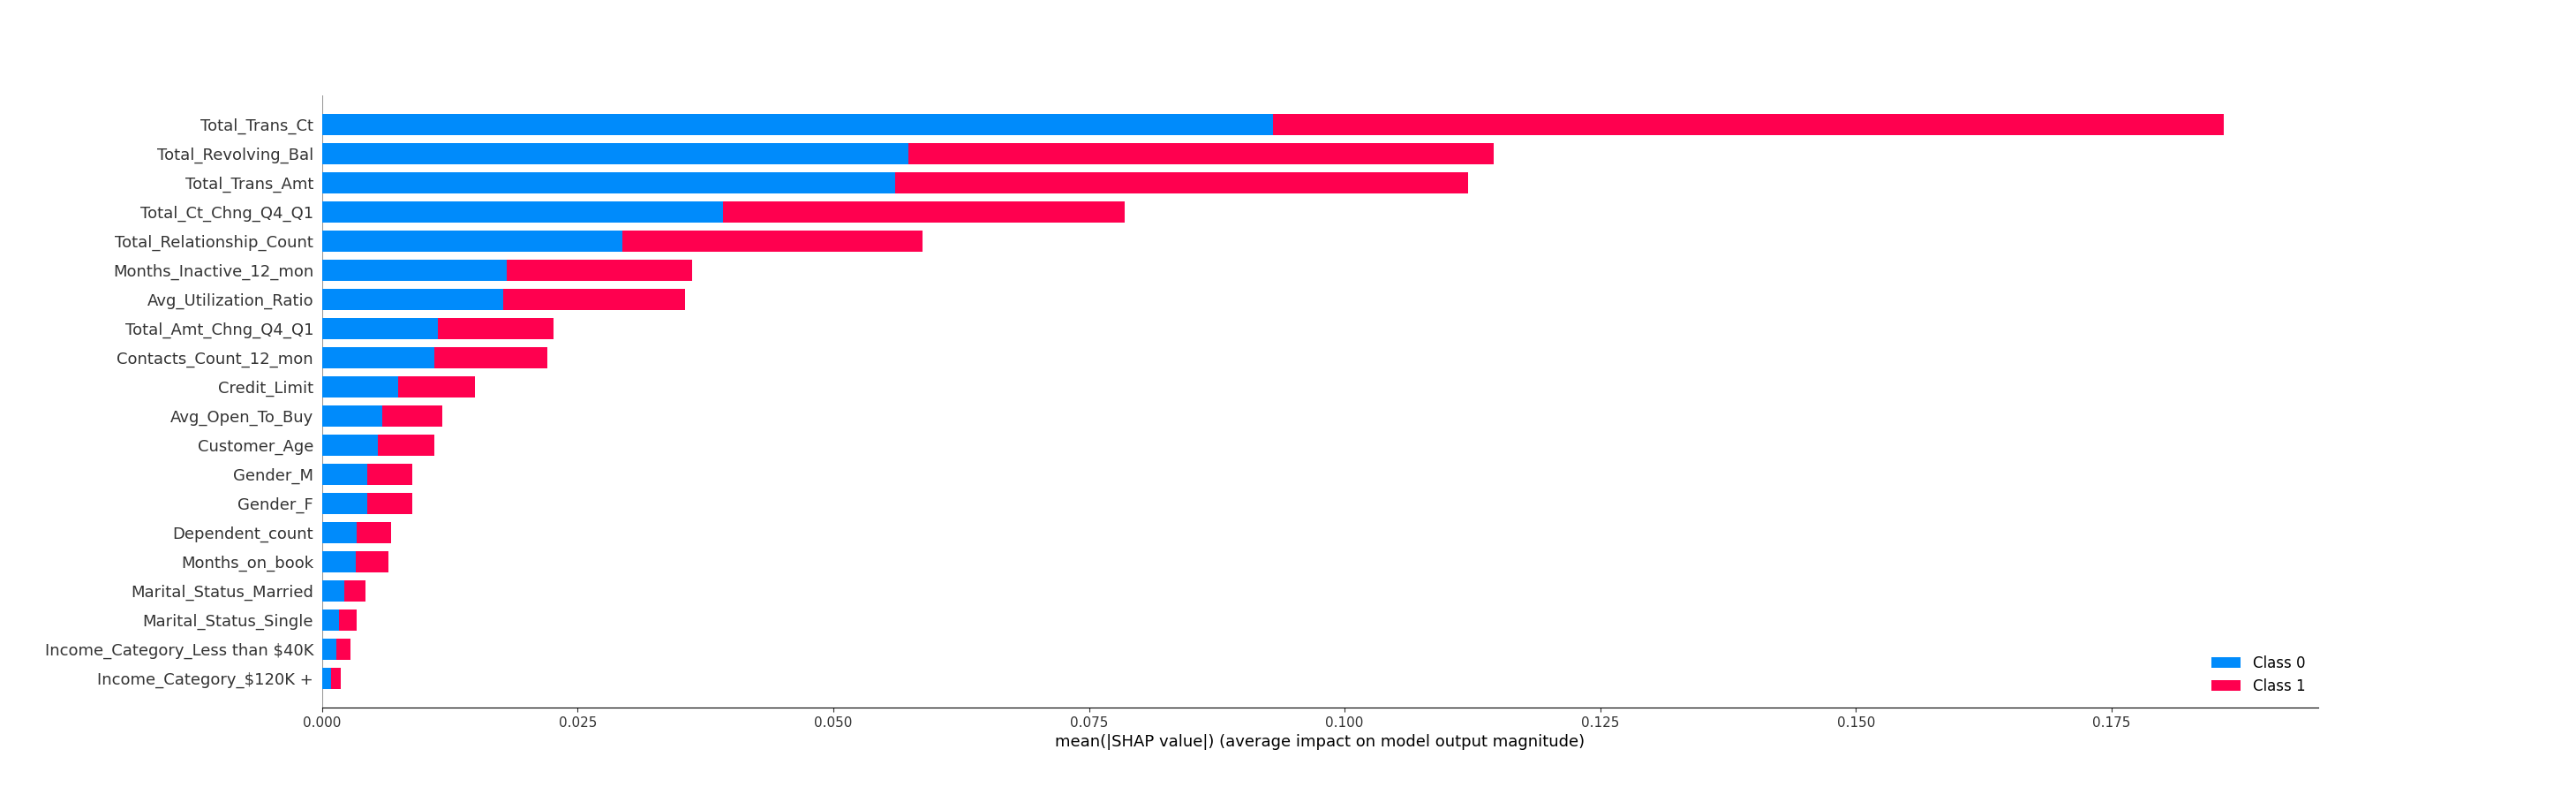 Total_Trans_Ct
Total_Revolving_Bal
Total_Trans_Amt
Total_Ct_Chng_Q4_Q1
Total_Relationship_Count
Months_Inactive_12_mon
Avg_Utilization_Ratio
Total_Amt_Chng_Q4_Q1
Contacts_Count_12_mon
Credit_Limit
Avg_Open_To_Buy
Customer_Age
Gender_M
Gender_F
Dependent_count
Months_on_book
Marital_Status_Married
Marital_Status_Single
Income_Category_Less than $40K
Income_Category_$120K +
Class 0
Class 1
0.000 0.025 0.050 0.075 0.100 0.125 0.150 0.175
mean(|SHAP value|) (average impact on model output magnitude)